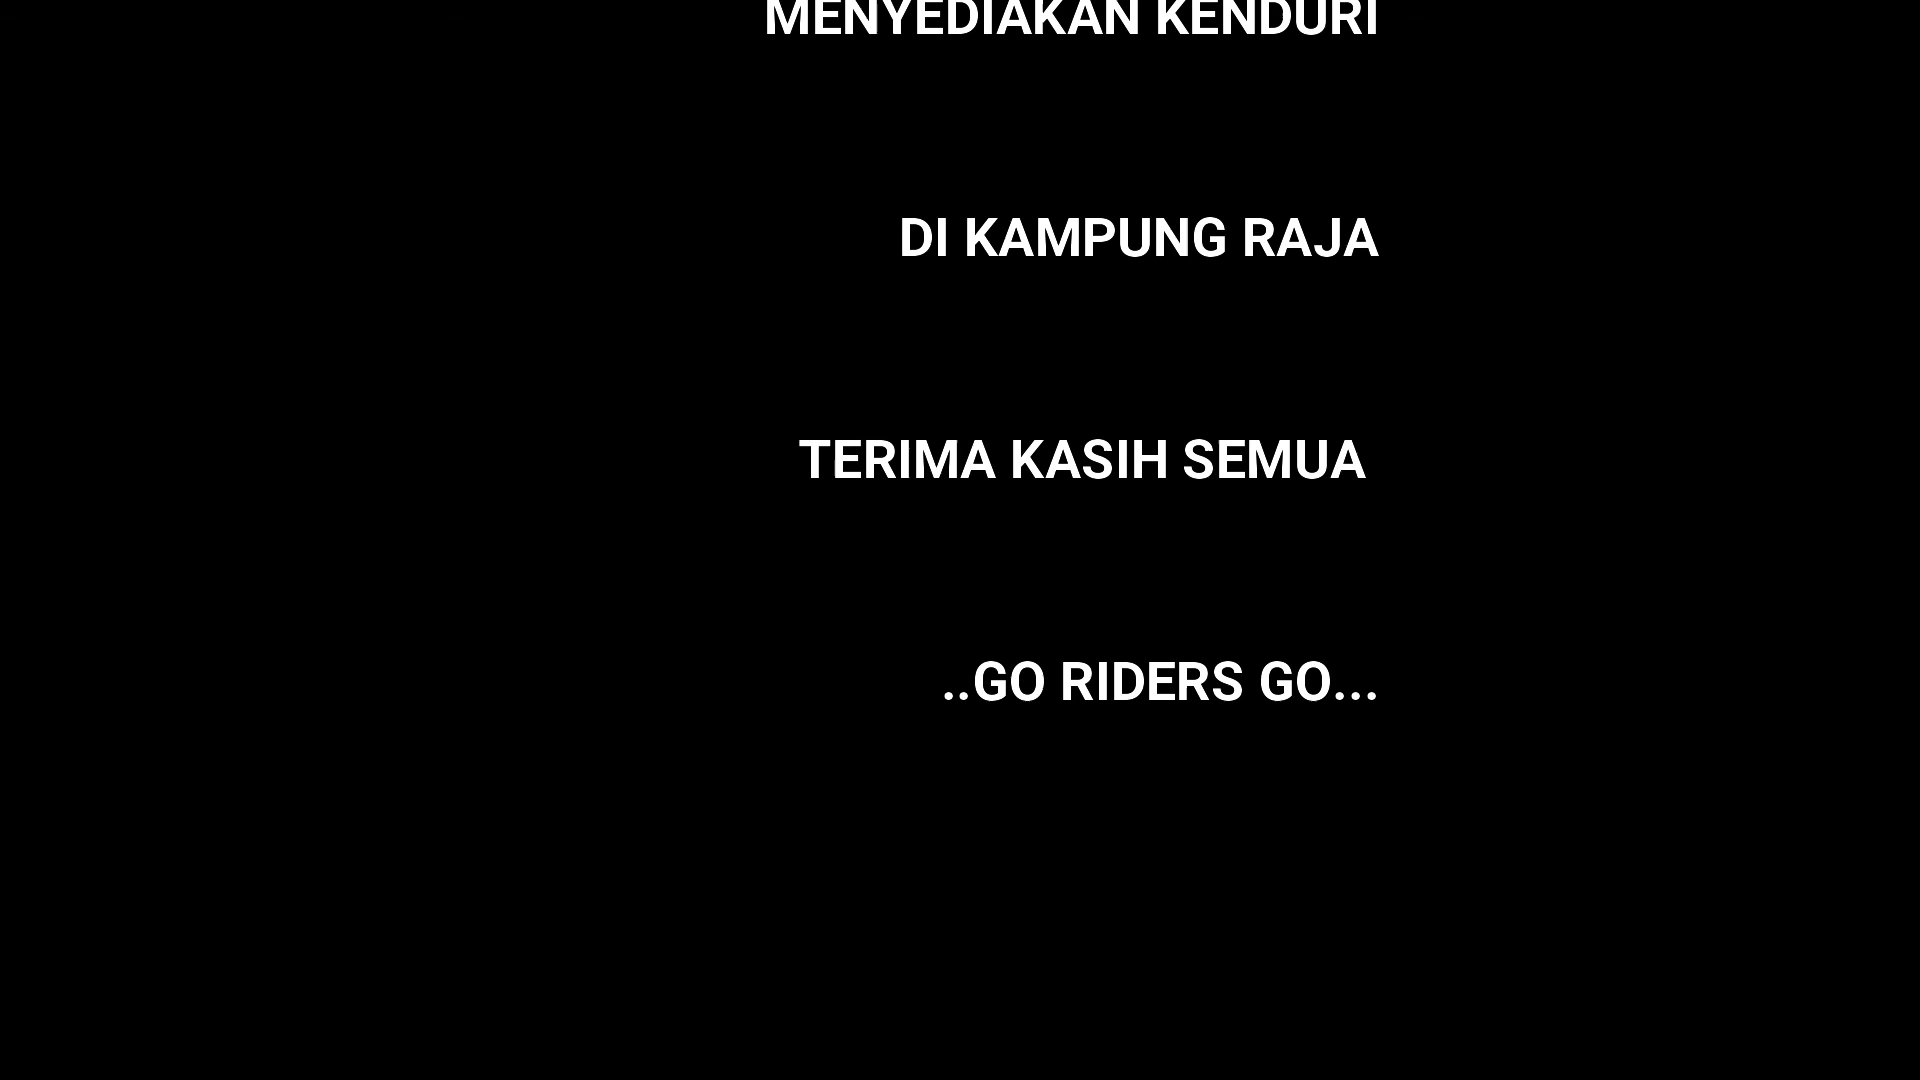 MENYEDIAKAN KENDURI
DI KAMPUNG RAJA
TERIMA KASIH SEMUA
..GO RIDERS GO...